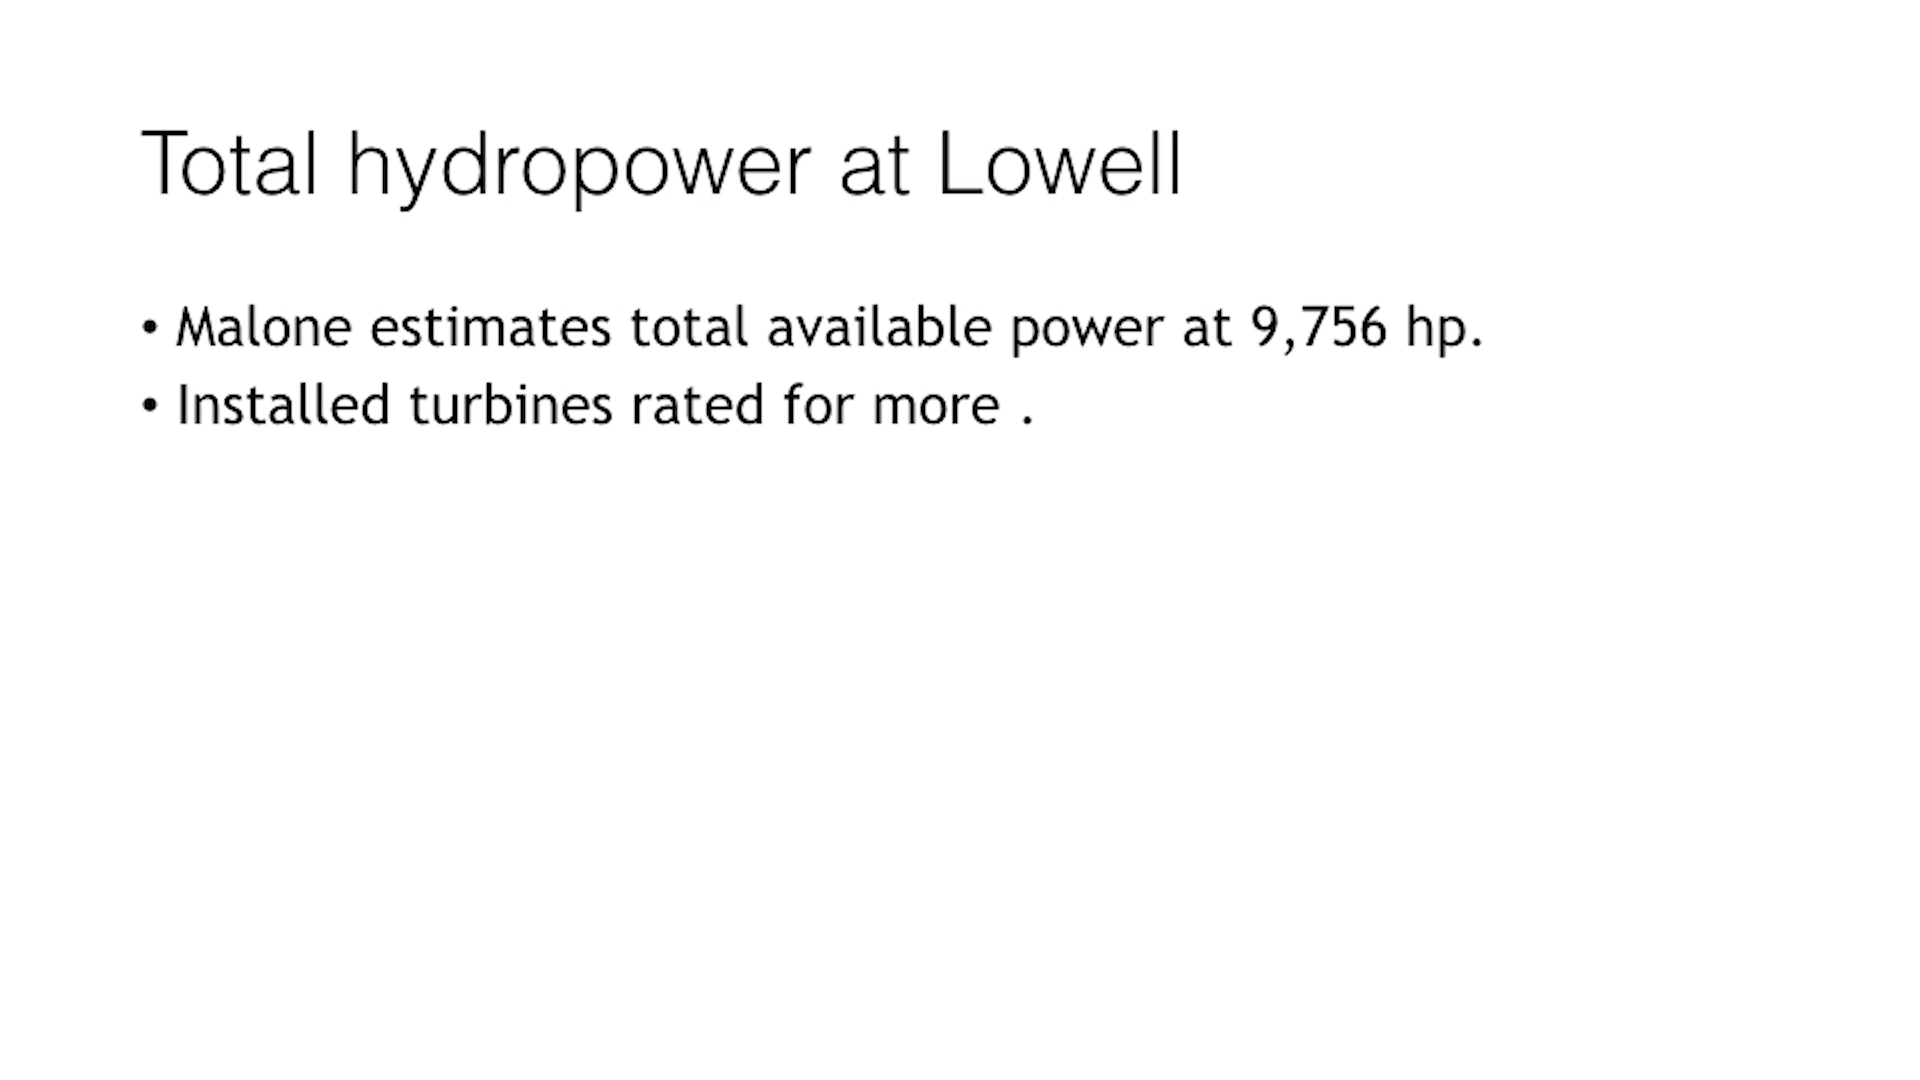 Total hydropower at Lowell
• Malone estimates total available power at 9,756 hp.
• Installed turbines rated for more .